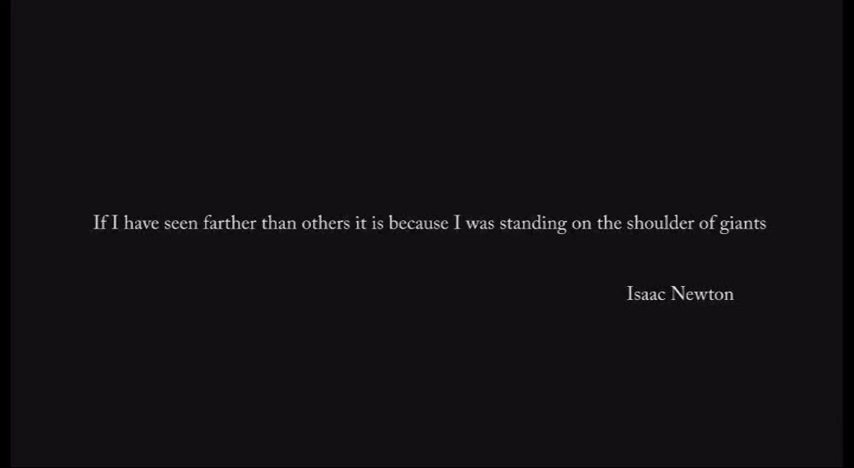 If I have seen farther than others it is because I was standing on the shoulder of giants
Isaac Newton